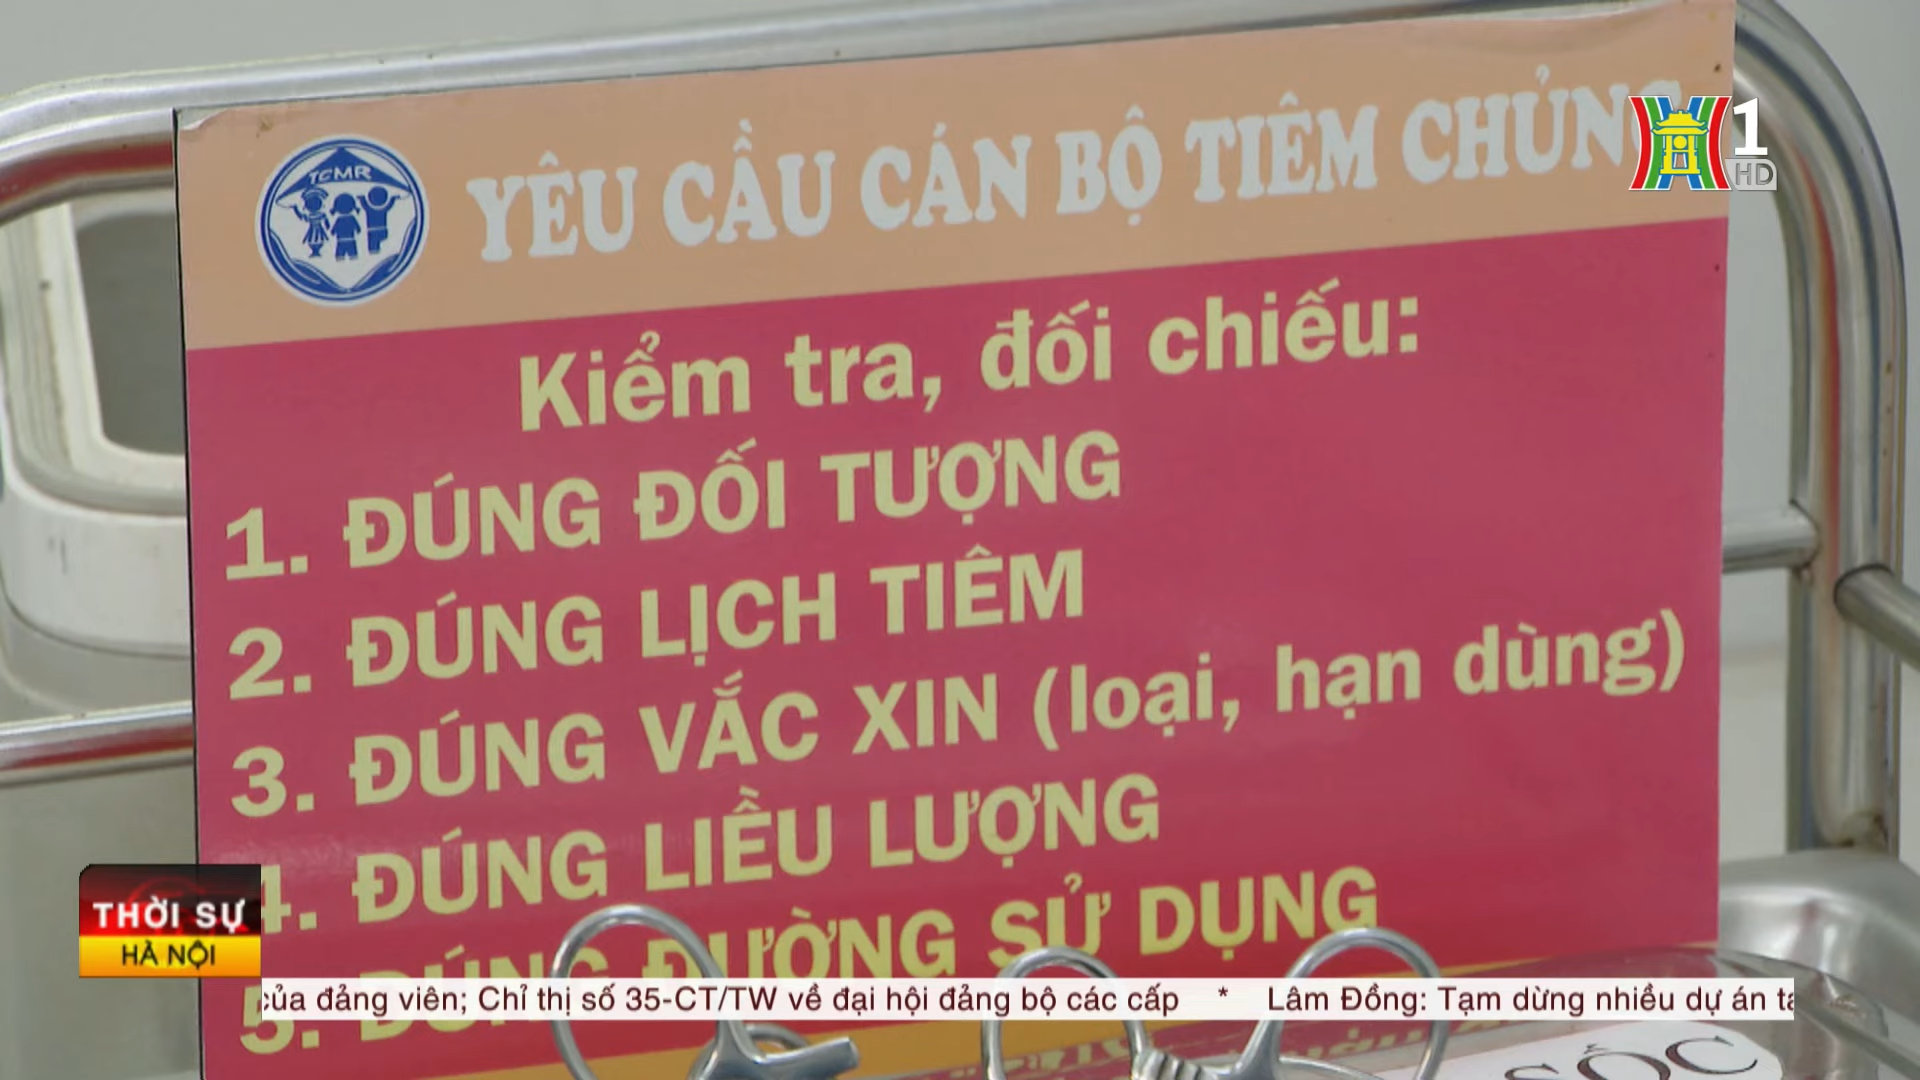 TCMR
YÊU CẦU CÁN BỘ TIÊM CHỦNG
1
HD
Kiểm tra, đối chiếu:
1. ĐÚNG ĐỐI TƯỢNG
2. ĐÚNG LỊCH TIÊM
3. ĐÚNG VẮC XIN (loại, hạn dùng)
4. ĐÚNG LIỀU LƯỢNG
5. ĐÚNG ĐƯỜNG SỬ DỤNG
THỜI SỰ
HÀ NỘI
của đảng viên; Chỉ thị số 35-CT/TW về đại hội đảng bộ các cấp * Lâm Đồng: Tạm dừng nhiều dự án
SỐC